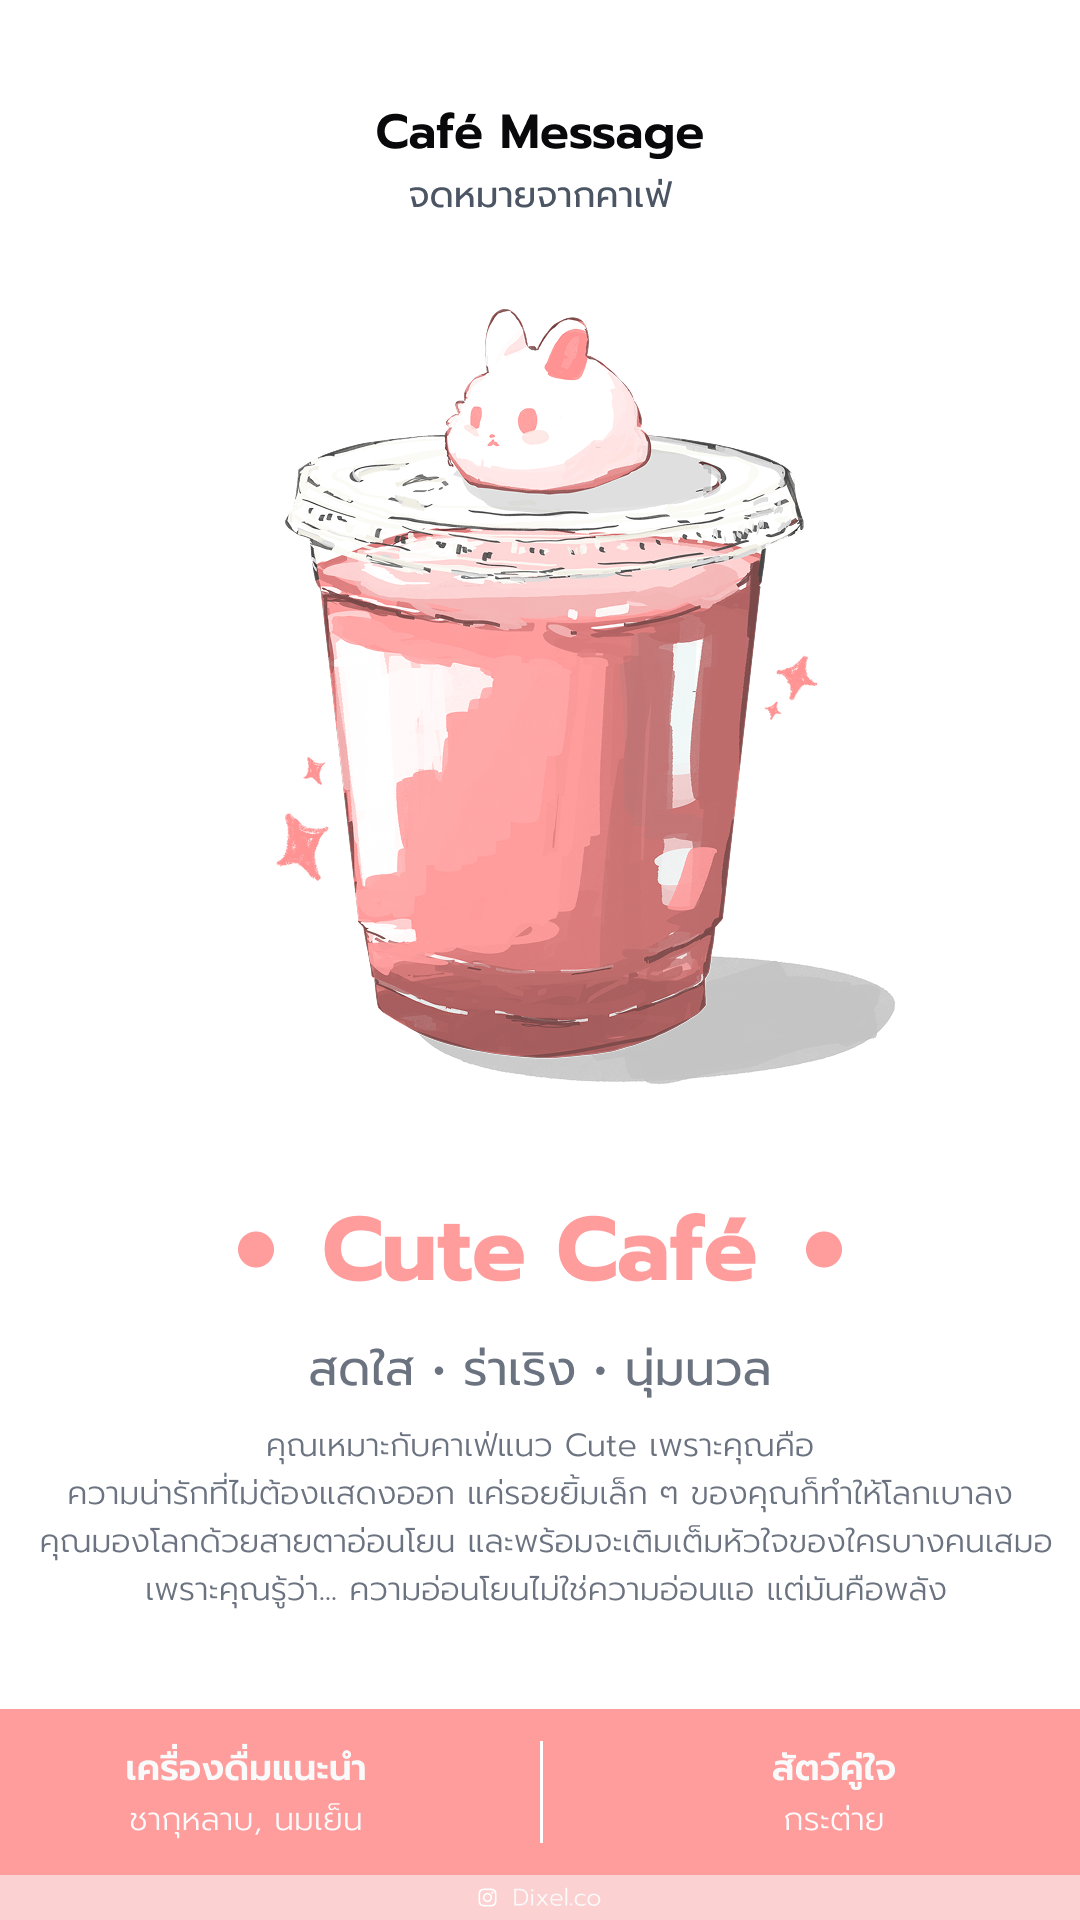 Café Message
จดหมายจากคาเฟ่
• Cute Café •
สดใส • ร่าเริง • นุ่มนวล
คุณเหมาะกับคาเฟ่แนว Cute เพราะคุณคือ
ความน่ารักที่ไม่ต้องแสดงออก แค่รอยยิ้มเล็ก ๆ ของคุณก็ทำให้โลกเบาลง
คุณมองโลกด้วยสายตาอ่อนโยน และพร้อมจะเติมเต็มหัวใจของใครบางคนเสมอ
เพราะคุณรู้ว่า... ความอ่อนโยนไม่ใช่ความอ่อนแอ แต่มันคือพลัง
เครื่องดื่มแนะนำ
ชากุหลาบ, นมเย็น
สัตว์คู่ใจ
กระต่าย
Dixel.co